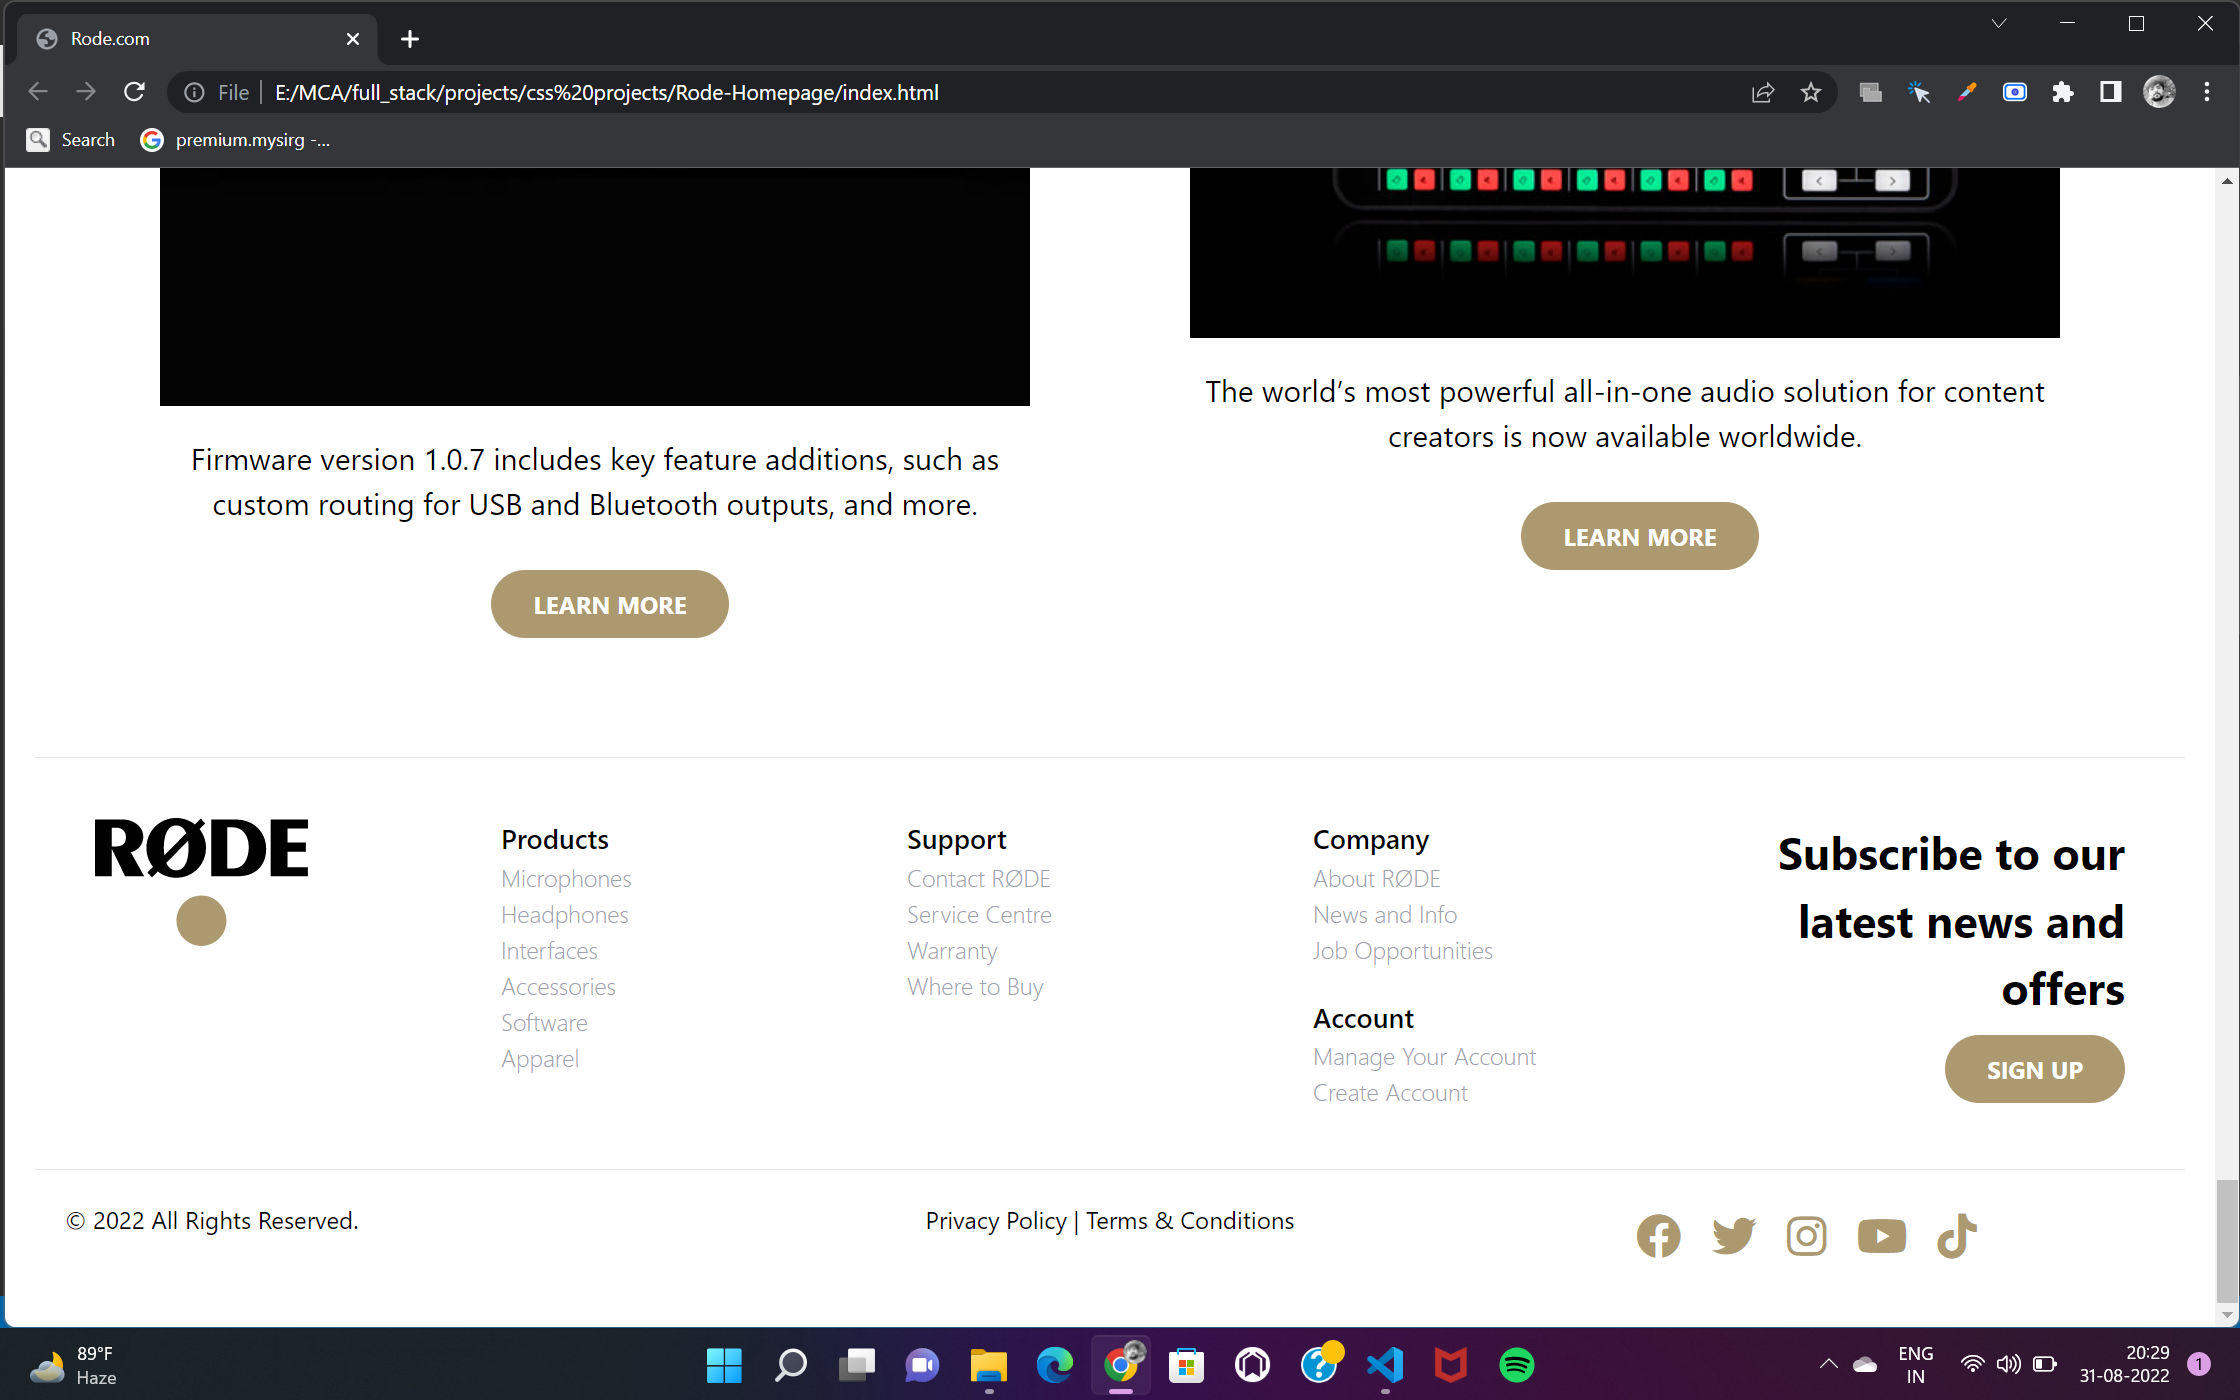 Rode.com
File
E:/MCA/full_stack/projects/css%20projects/Rode-Homepage/index.html
Search
premium.mysirg -...
Firmware version 1.0.7 includes key feature additions, such as
custom routing for USB and Bluetooth outputs, and more.
LEARN MORE
The world’s most powerful all-in-one audio solution for content
creators is now available worldwide.
LEARN MORE
RØDE
Products
Microphones
Headphones
Interfaces
Accessories
Software
Apparel
Support
Contact RØDE
Service Centre
Warranty
Where to Buy
Company
About RØDE
News and Info
Job Opportunities
Account
Manage Your Account
Create Account
Subscribe to our
latest news and
offers
SIGN UP
© 2022 All Rights Reserved.
Privacy Policy | Terms & Conditions
89°F
Haze
ENG
IN
20:29
31-08-2022
1